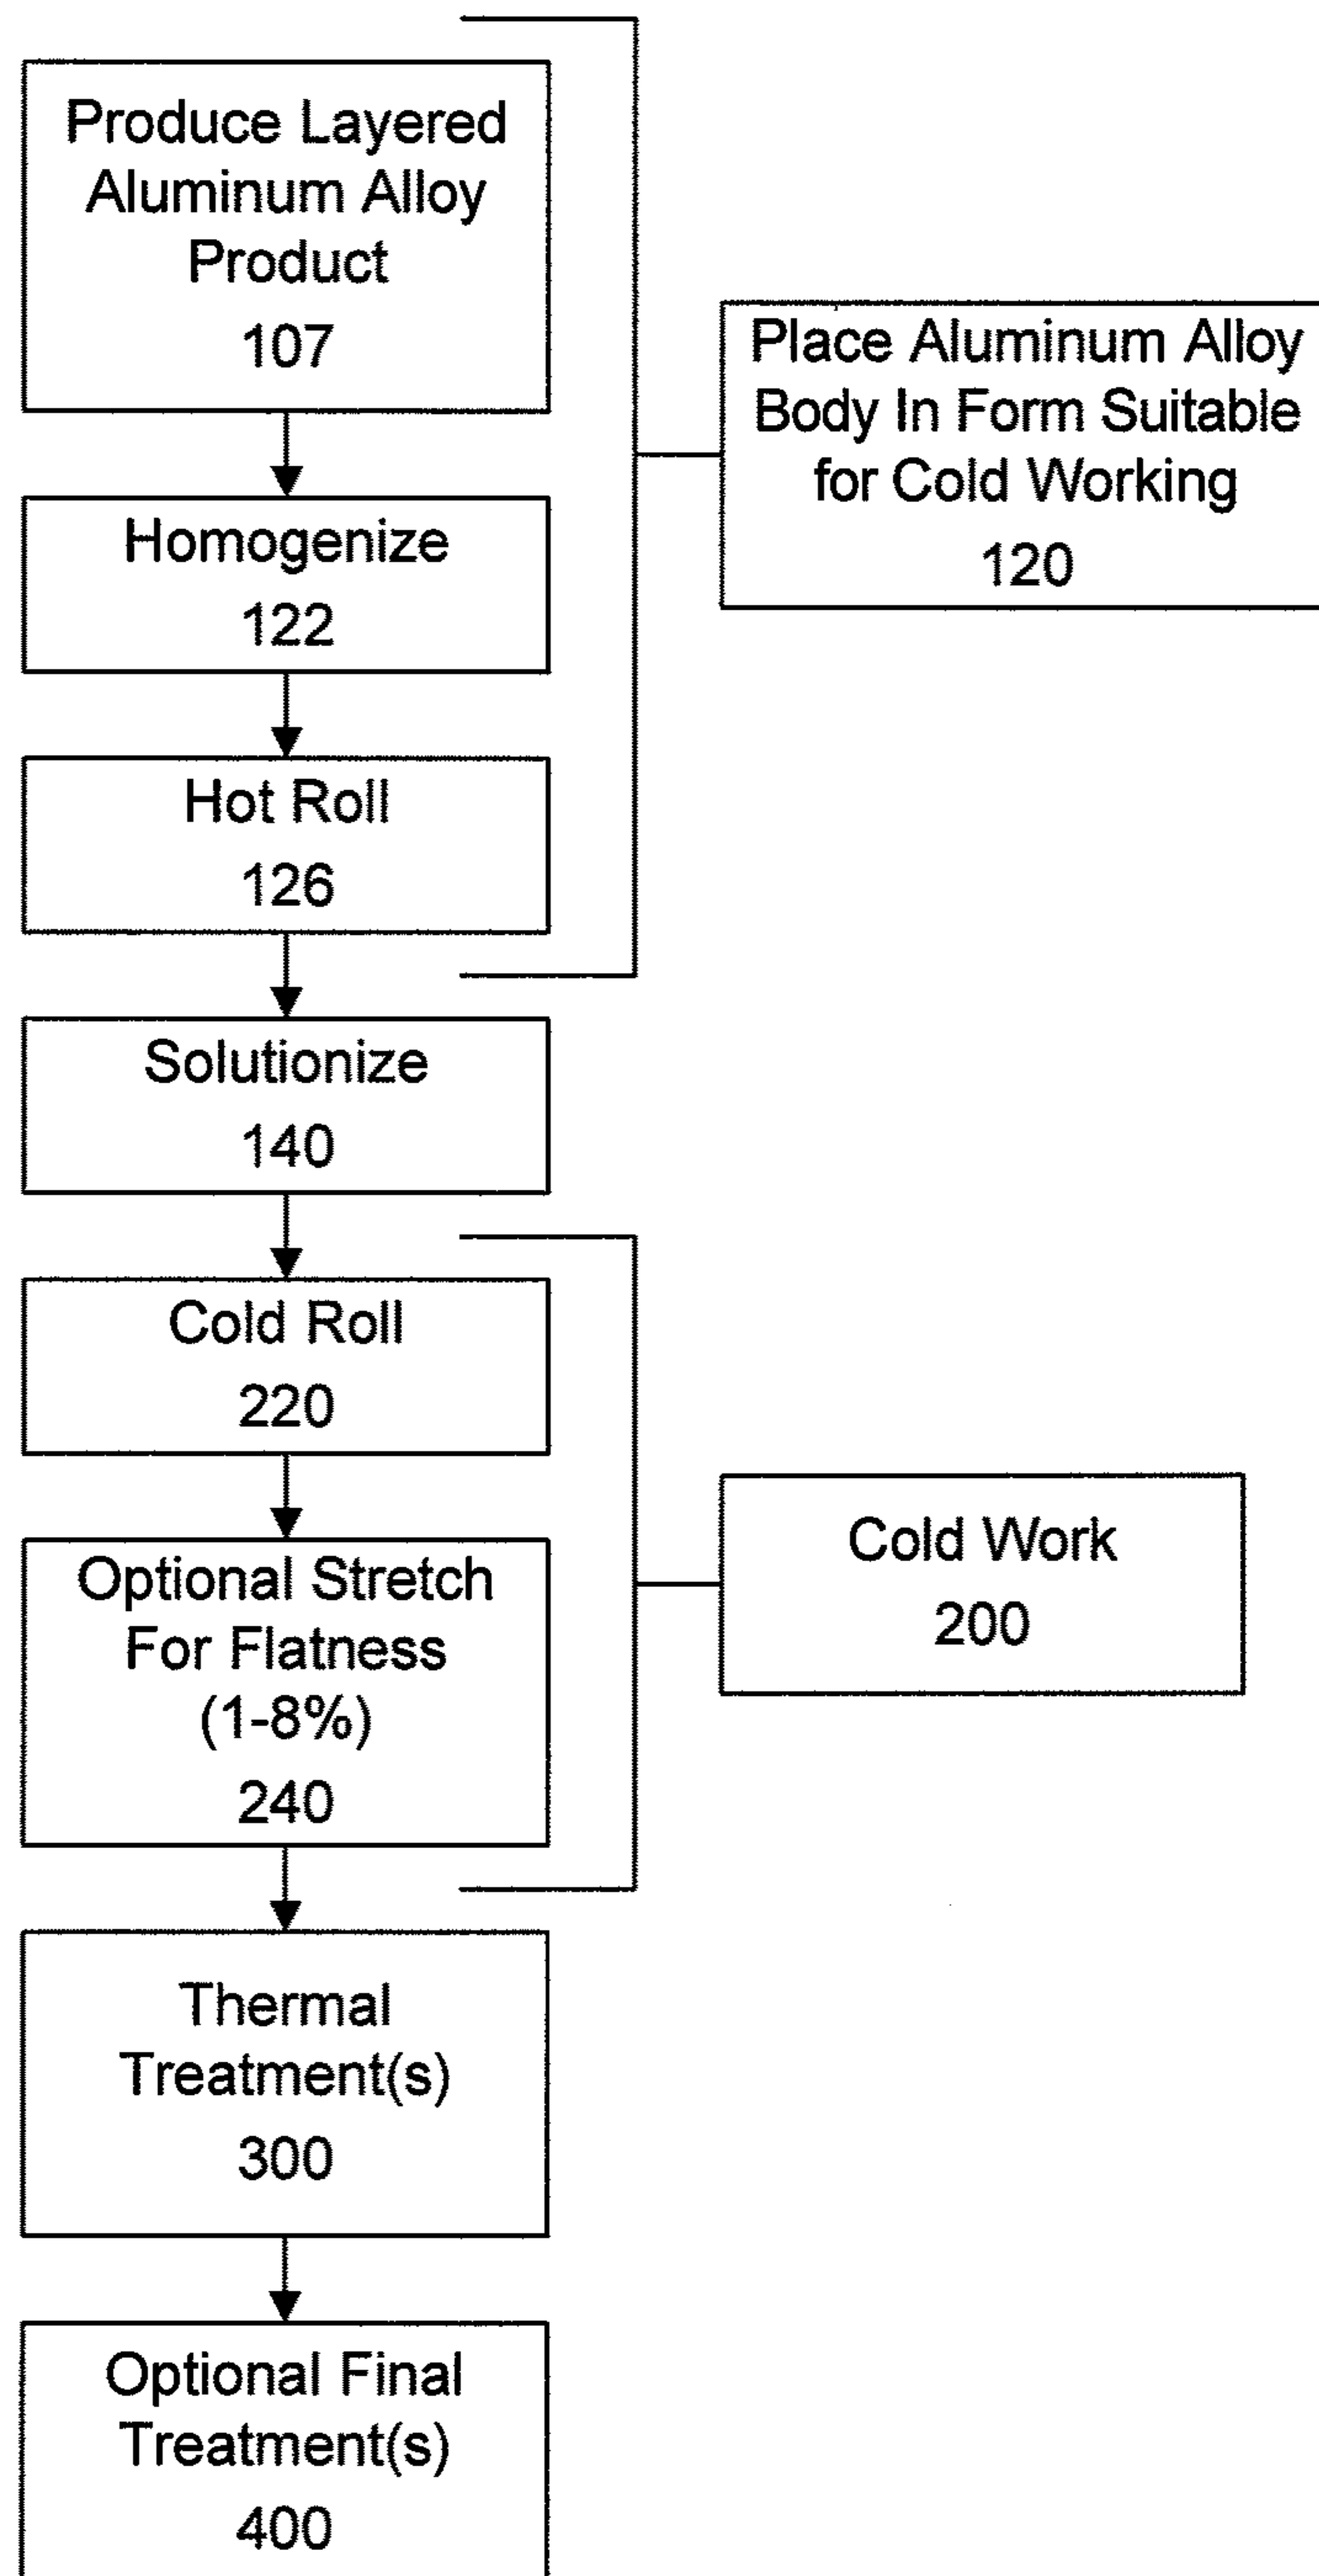 Produce Layered
Aluminum Alloy
Product
107
Place Aluminum Alloy
Body In Form Suitable
for Cold Working
120
Homogenize
122
Hot Roll
126
Solutionize
140
Cold Roll
220
Optional Stretch
For Flatness
(1-8%)
240
Cold Work
200
Thermal
Treatment(s)
300
Optional Final
Treatment(s)
400